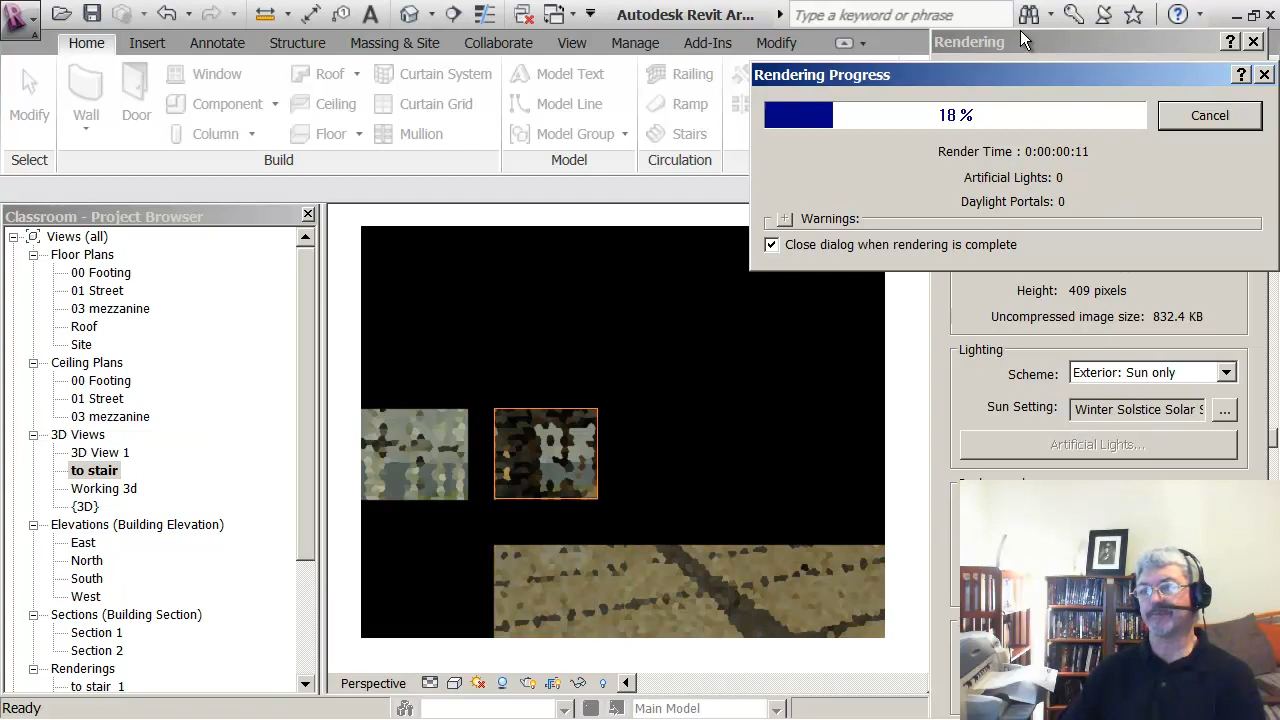 Autodesk Revit Ar...
Type a keyword or phrase
Home Insert Annotate Structure Massing & Site Collaborate View Manage Add-Ins Modify
Modify
Wall
Door
Window
Component
Column
Roof
Ceiling
Floor
Curtain System
Curtain Grid
Mullion
Model Text
Model Line
Model Group
Railing
Ramp
Stairs
Select Build Model Circulation
Rendering
Rendering Progress
18 %
Cancel
Render Time : 0:00:00:11
Artificial Lights: 0
Daylight Portals: 0
Warnings:
Close dialog when rendering is complete
Height: 409 pixels
Uncompressed image size: 832.4 KB
Lighting
Scheme: Exterior: Sun only
Sun Setting: Winter Solstice Solar S
...
Artificial Lights...
Classroom - Project Browser
Views (all)
Floor Plans
00 Footing
01 Street
03 mezzanine
Roof
Site
Ceiling Plans
00 Footing
01 Street
03 mezzanine
3D Views
3D View 1
to stair
Working 3d
{3D}
Elevations (Building Elevation)
East
North
South
West
Sections (Building Section)
Section 1
Section 2
Renderings
to stair 1
Perspective
Ready
Main Model